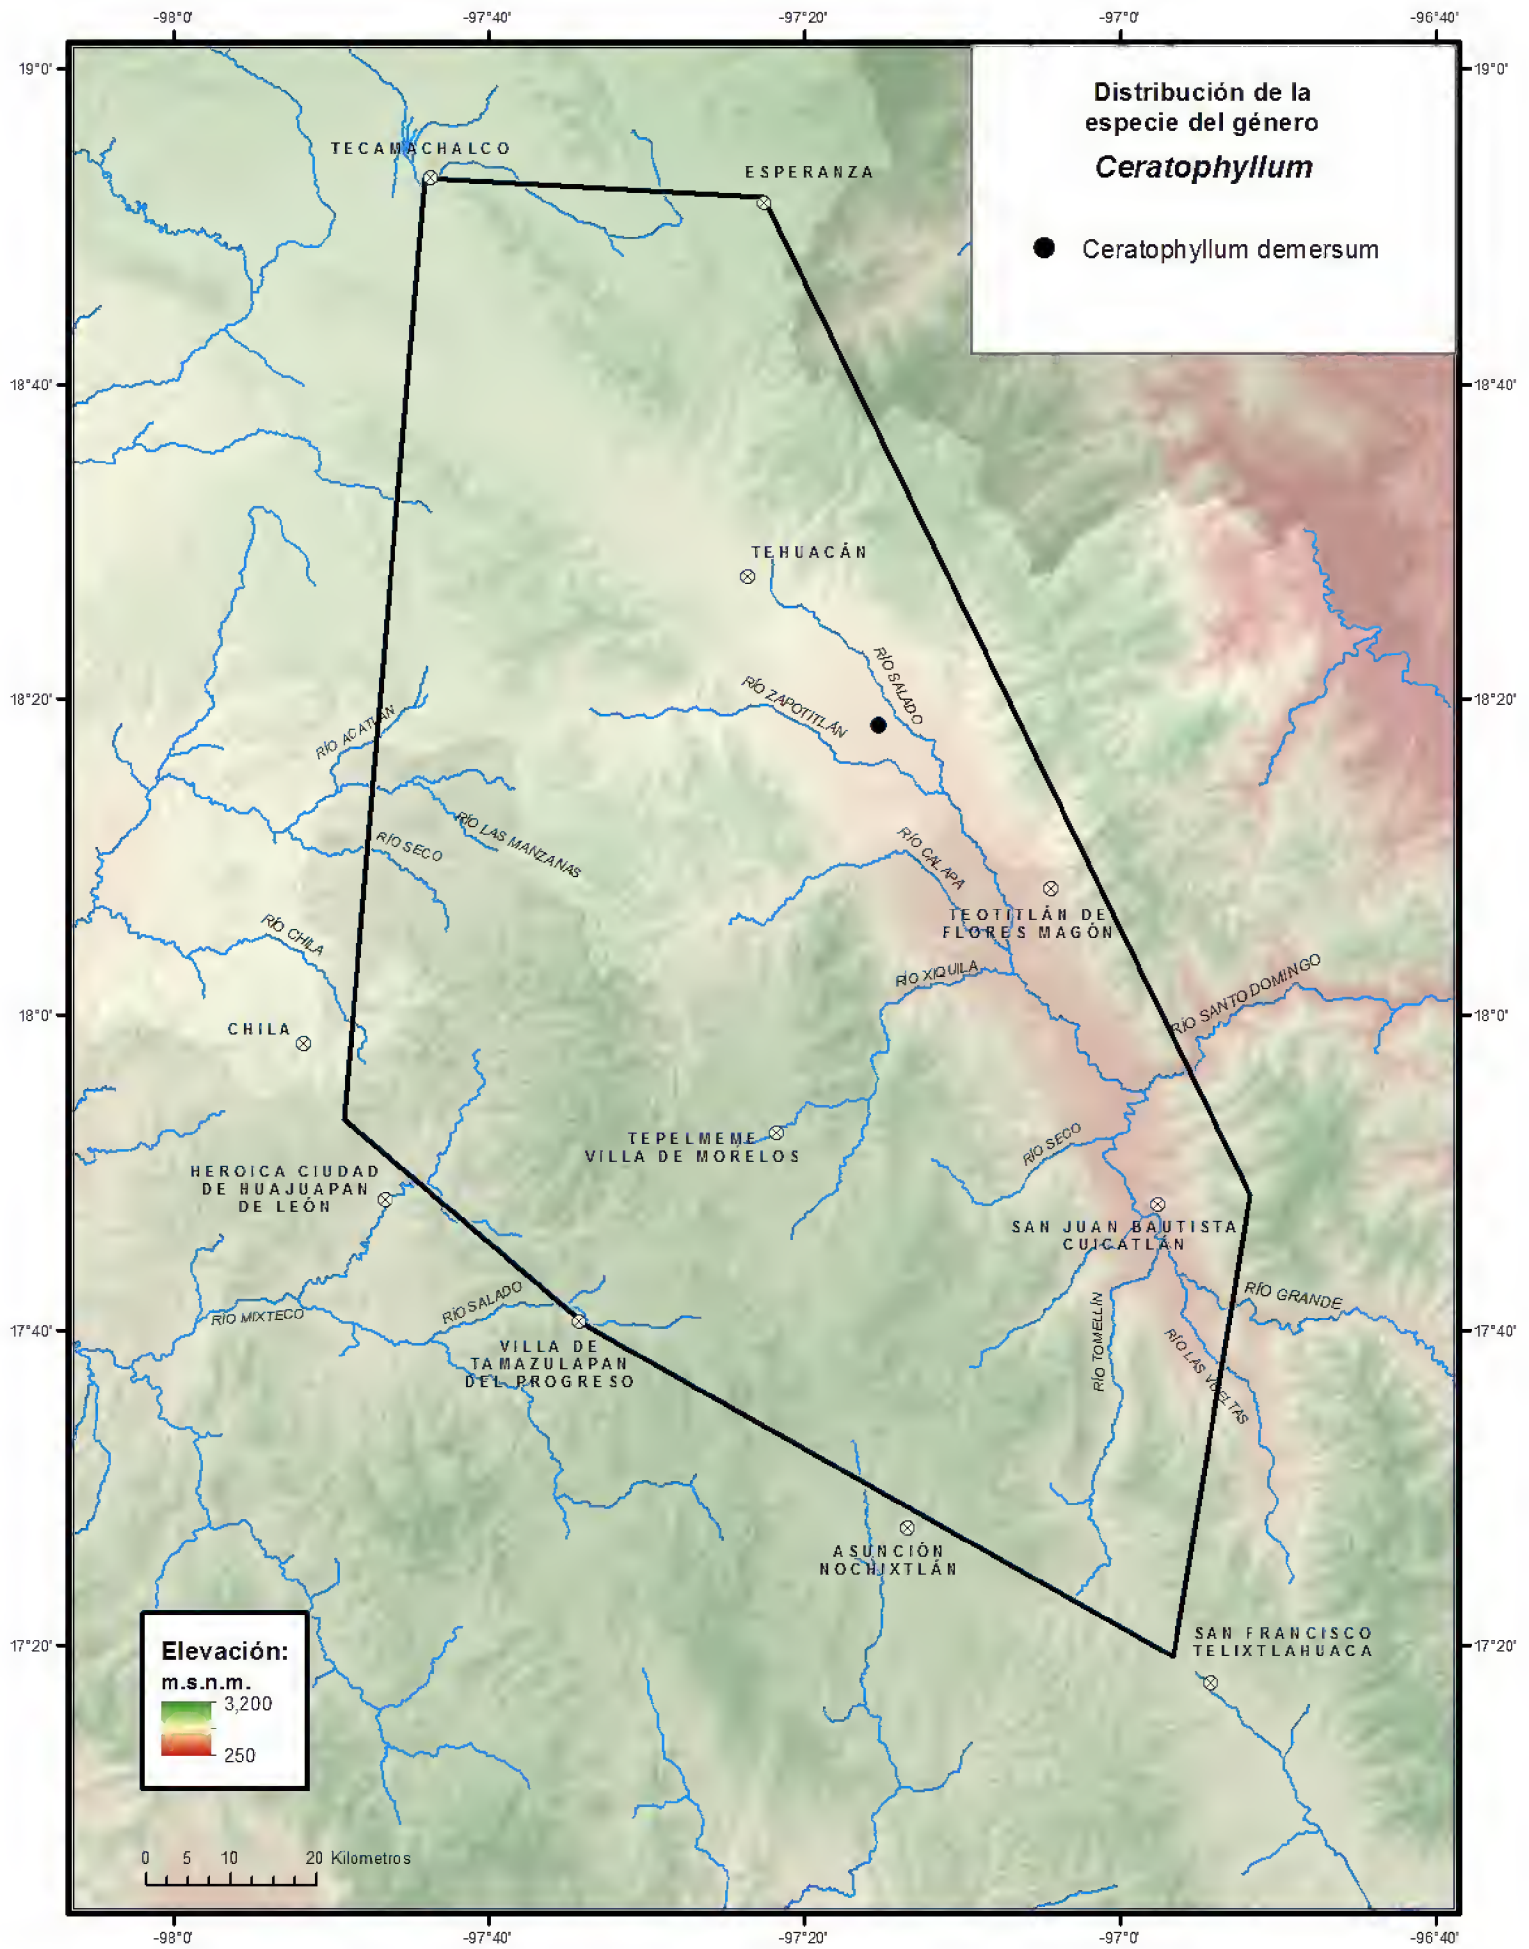 -98°0' -97°40' -97°20' -97°0' -96°40'
19°0' 19°0'
Distribución de la
especie del género
Ceratophyllum
Ceratophyllum demersum
TECAMACHALCO
ESPERANZA
18°40' 18°40'
TEHUACÁN
RÍO SALADO
RÍO ZAPOTITLÁN
18°20' 18°20'
RÍO ACATLÁN
RÍO LAS MANZANAS
RÍO SECO
RÍO CALAPA
TEOTITLÁN DE
FLORES MAGÓN
RÍO CHILA
RÍO XIQUILA
RÍO SANTO DOMINGO
18°0' 18°0'
CHILA
TEPELMEME
VILLA DE MORELOS
RÍO SECO
HEROICA CIUDAD
DE HUAJUAPAN
DE LEÓN
SAN JUAN BAUTISTA
CUICATLÁN
RÍO SALADO
RÍO MIXTECO
RÍO GRANDE
17°40' 17°40'
RÍO TOMELLÍN
RÍO LAS VUELTAS
VILLA DE
TAMAZULAPAN
DEL PROGRESO
ASUNCIÓN
NOCHIXTLÁN
SAN FRANCISCO
TELIXTLAHUACA
17°20' 17°20'
Elevación:
m.s.n.m.
3,200
250
0 5 10 20 Kilometros
-98°0' -97°40' -97°20' -97°0' -96°40'